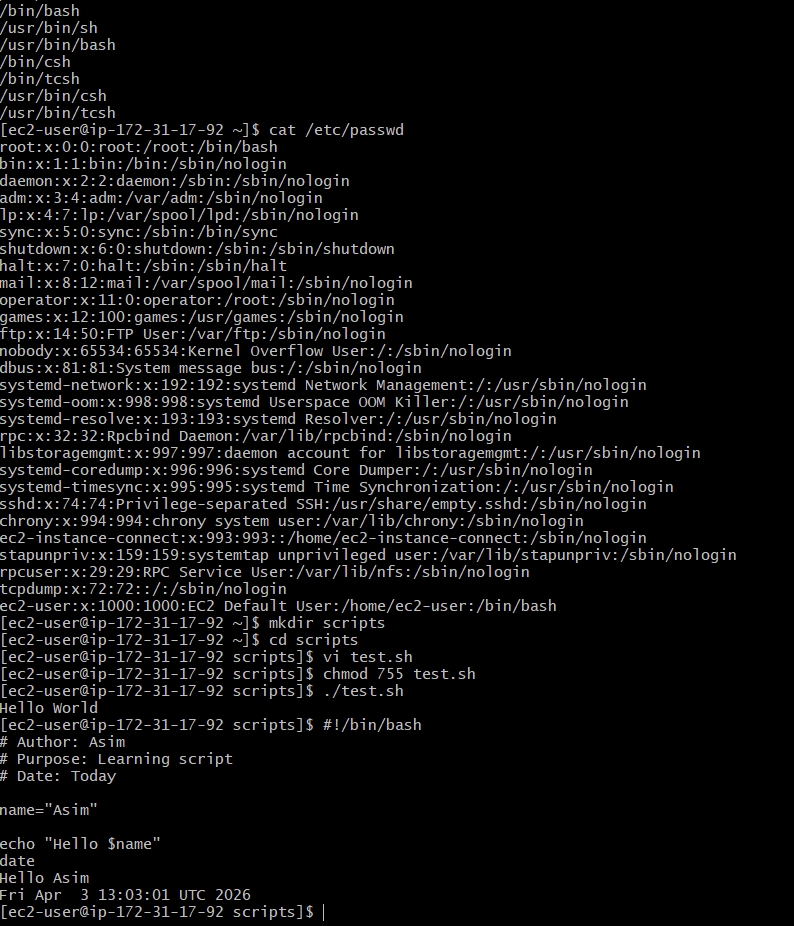 /bin/bash
/usr/bin/sh
/usr/bin/bash
/bin/csh
/bin/tcsh
/usr/bin/csh
/usr/bin/tcsh
[ec2-user@ip-172-31-17-92 ~]$ cat /etc/passwd
root:x:0:0:root:/root:/bin/bash
bin:x:1:1:bin:/bin:/sbin/nologin
daemon:x:2:2:daemon:/sbin:/sbin/nologin
adm:x:3:4:adm:/var/adm:/sbin/nologin
lp:x:4:7:lp:/var/spool/lpd:/sbin/nologin
sync:x:5:0:sync:/sbin:/bin/sync
shutdown:x:6:0:shutdown:/sbin:/sbin/shutdown
halt:x:7:0:halt:/sbin:/sbin/halt
mail:x:8:12:mail:/var/spool/mail:/sbin/nologin
operator:x:11:0:operator:/root:/sbin/nologin
games:x:12:100:games:/usr/games:/sbin/nologin
ftp:x:14:50:FTP User:/var/ftp:/sbin/nologin
nobody:x:65534:65534:Kernel Overflow User:/:/sbin/nologin
dbus:x:81:81:System message bus:/:/sbin/nologin
systemd-network:x:192:192:systemd Network Management:/:/usr/sbin/nologin
systemd-oom:x:998:998:systemd Userspace OOM Killer:/:/usr/sbin/nologin
systemd-resolve:x:193:193:systemd Resolver:/:/usr/sbin/nologin
rpc:x:32:32:Rpcbind Daemon:/var/lib/rpcbind:/sbin/nologin
libstoragemgmt:x:997:997:daemon account for libstoragemgmt:/:/usr/sbin/nologin
systemd-coredump:x:996:996:systemd Core Dumper:/:/usr/sbin/nologin
systemd-timesync:x:995:995:systemd Time Synchronization:/:/usr/sbin/nologin
sshd:x:74:74:Privilege-separated SSH:/usr/share/empty.sshd:/sbin/nologin
chrony:x:994:994:chrony system user:/var/lib/chrony:/sbin/nologin
ec2-instance-connect:x:993:993::/home/ec2-instance-connect:/sbin/nologin
stapunpriv:x:159:159:systemtap unprivileged user:/var/lib/stapunpriv:/sbin/nologin
rpcuser:x:29:29:RPC Service User:/var/lib/nfs:/sbin/nologin
tcpdump:x:72:72::/:/sbin/nologin
ec2-user:x:1000:1000:EC2 Default User:/home/ec2-user:/bin/bash
[ec2-user@ip-172-31-17-92 ~]$ mkdir scripts
[ec2-user@ip-172-31-17-92 ~]$ cd scripts
[ec2-user@ip-172-31-17-92 scripts]$ vi test.sh
[ec2-user@ip-172-31-17-92 scripts]$ chmod 755 test.sh
[ec2-user@ip-172-31-17-92 scripts]$ ./test.sh
Hello World
[ec2-user@ip-172-31-17-92 scripts]$ #!/bin/bash
# Author: Asim
# Purpose: Learning script
# Date: Today
name="Asim"
echo "Hello $name"
date
Hello Asim
Fri Apr  3 13:03:01 UTC 2026
[ec2-user@ip-172-31-17-92 scripts]$